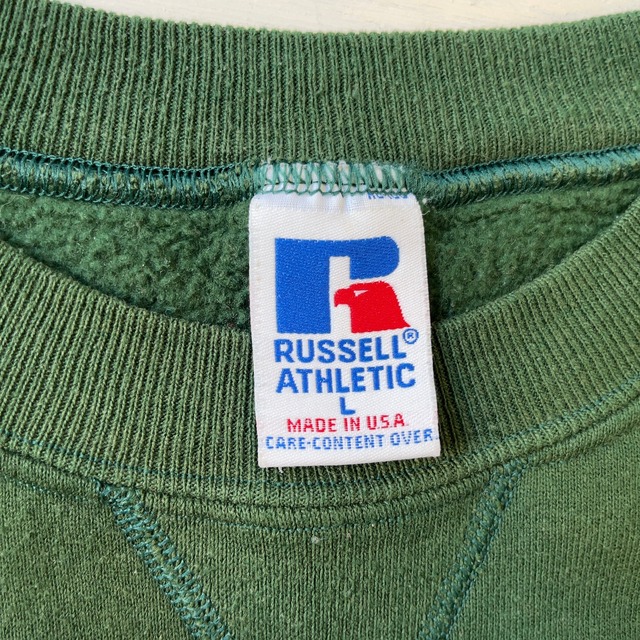 RUSSELL®
ATHLETIC
L
MADE IN U.S.A.
CARE-CONTENT OVER